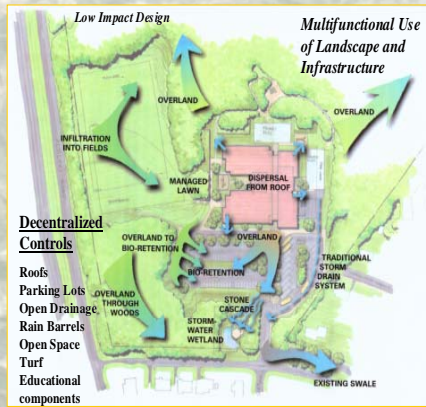 Low Impact Design
Multifunctional Use
of Landscape and
Infrastructure
OVERLAND
OVERLAND
INFILTRATION
INTO FIELDS
MANAGED
LAWN
DISPERSAL
FROM ROOF
Decentralized
Controls
Roofs
Parking Lots
Open Drainage
Rain Barrels
Open Space
Turf
Educational
components
OVERLAND TO
BIO-RETENTION
OVERLAND
BIO-RETENTION
TRADITIONAL
STORM
DRAIN
SYSTEM
OVERLAND
THROUGH
WOODS
STONE
CASCADE
STORM-
WATER
WETLAND
EXISTING SWALE